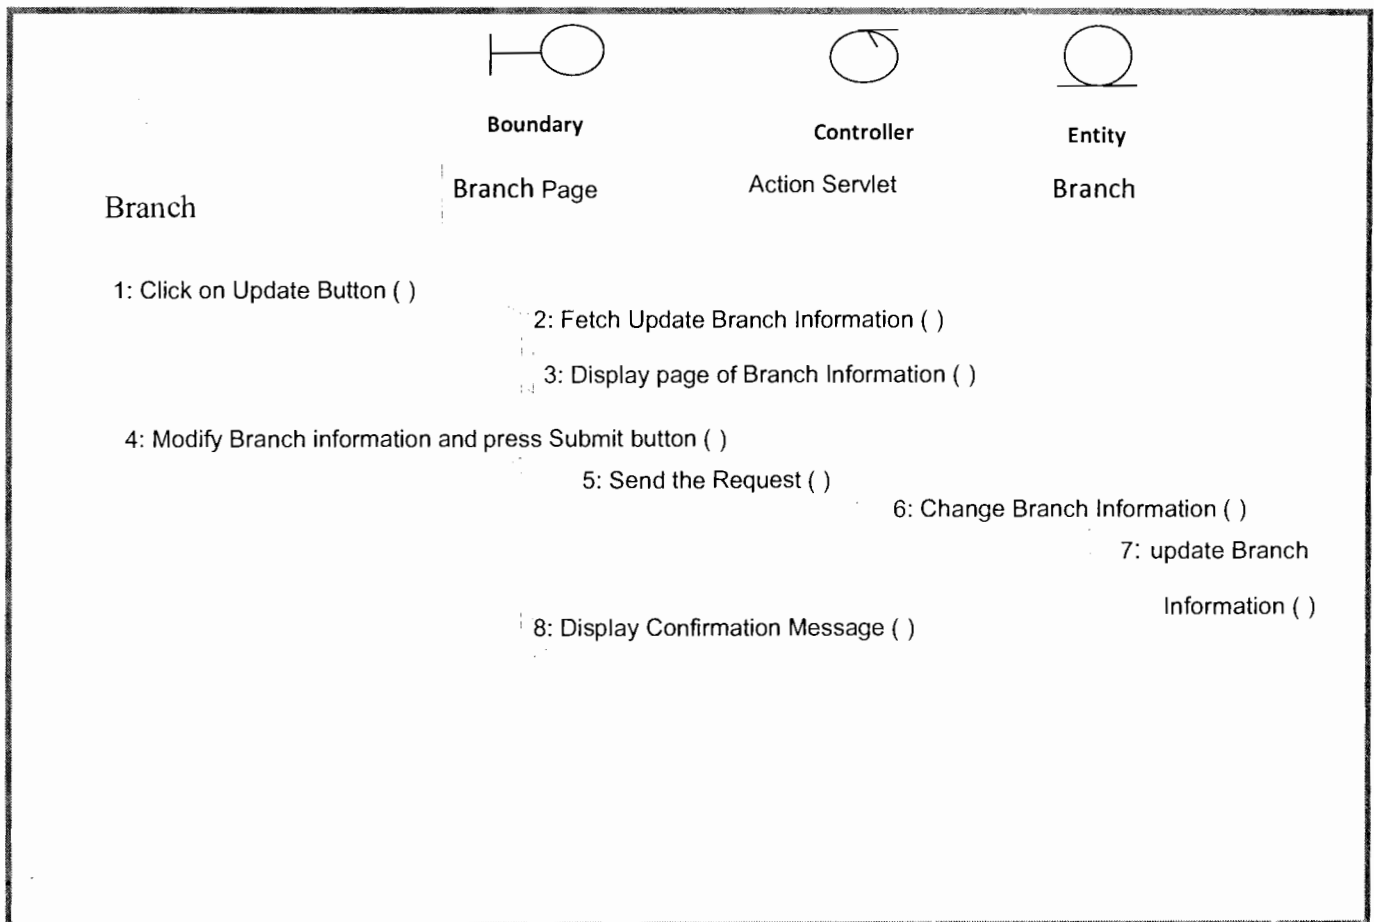 Boundary
Controller
Entity
Branch Page
Action Servlet
Branch
Branch
1: Click on Update Button ( )
2: Fetch Update Branch Information ( )
3: Display page of Branch Information ( )
4: Modify Branch information and press Submit button ( )
5: Send the Request ( )
6: Change Branch Information ( )
7: update Branch
Information ( )
8: Display Confirmation Message ( )